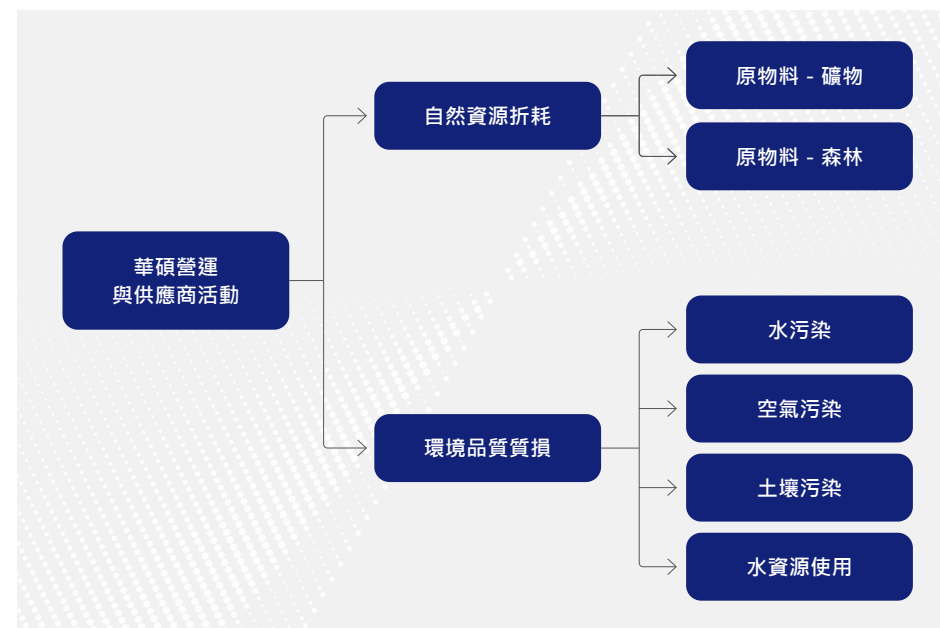 華碩營運
與供應商活動
自然資源折耗
原物料 - 礦物
原物料 - 森林
環境品質質損
水污染
空氣污染
土壤污染
水資源使用